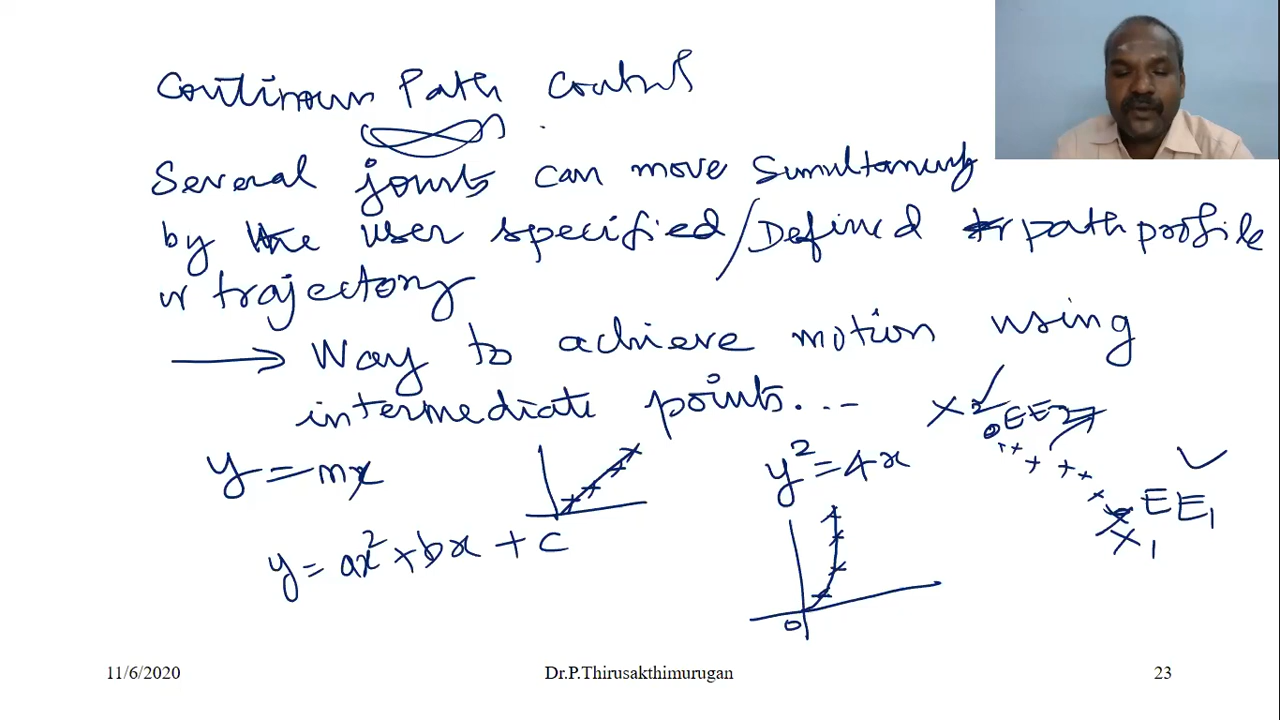 Continuous Path Control
Several joints can move simultaneously
by the user specified/Defined path profile
or trajectory
→ Way to achieve motion using
intermediate points...
y = mx
y² = 4x
X₂ EE2
EE₁
X₁
y = ax² + bx + c
0
11/6/2020 Dr.P.Thirusakthimurugan 23